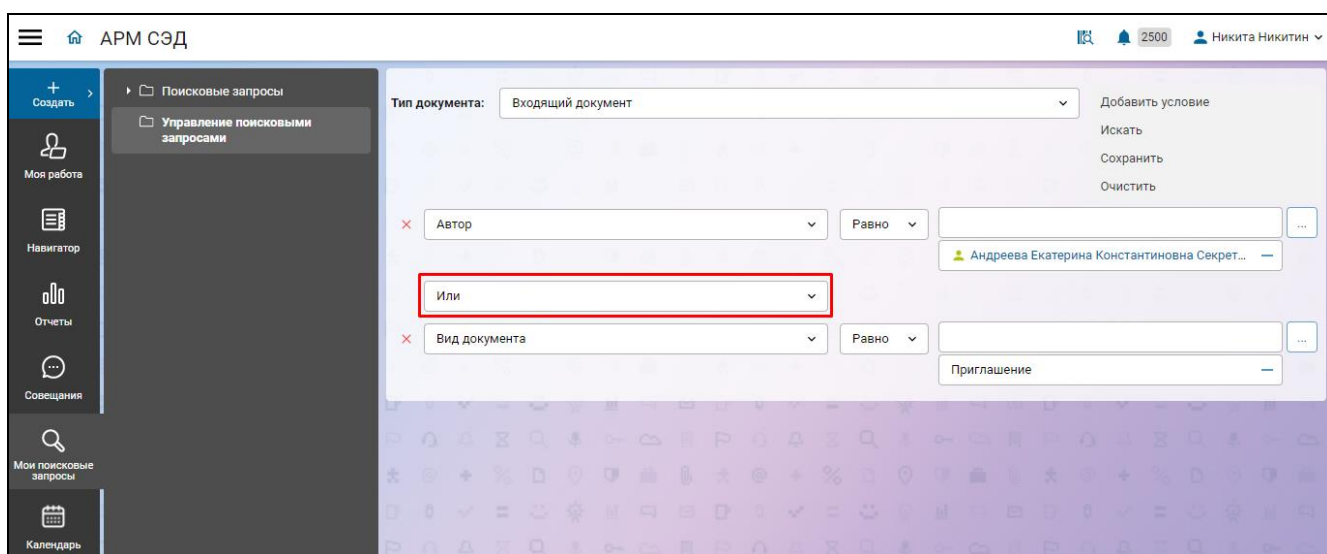 АРМ СЭД
2500
Никита Никитин
Создать
Моя работа
Навигатор
Отчеты
Совещания
Мои поисковые
запросы
Календарь
Поисковые запросы
Управление поисковыми
запросами
Тип документа:
Входящий документ
Добавить условие
Искать
Сохранить
Очистить
Автор
Равно
...
Андреева Екатерина Константиновна Секрет...
Или
Вид документа
Равно
...
Приглашение